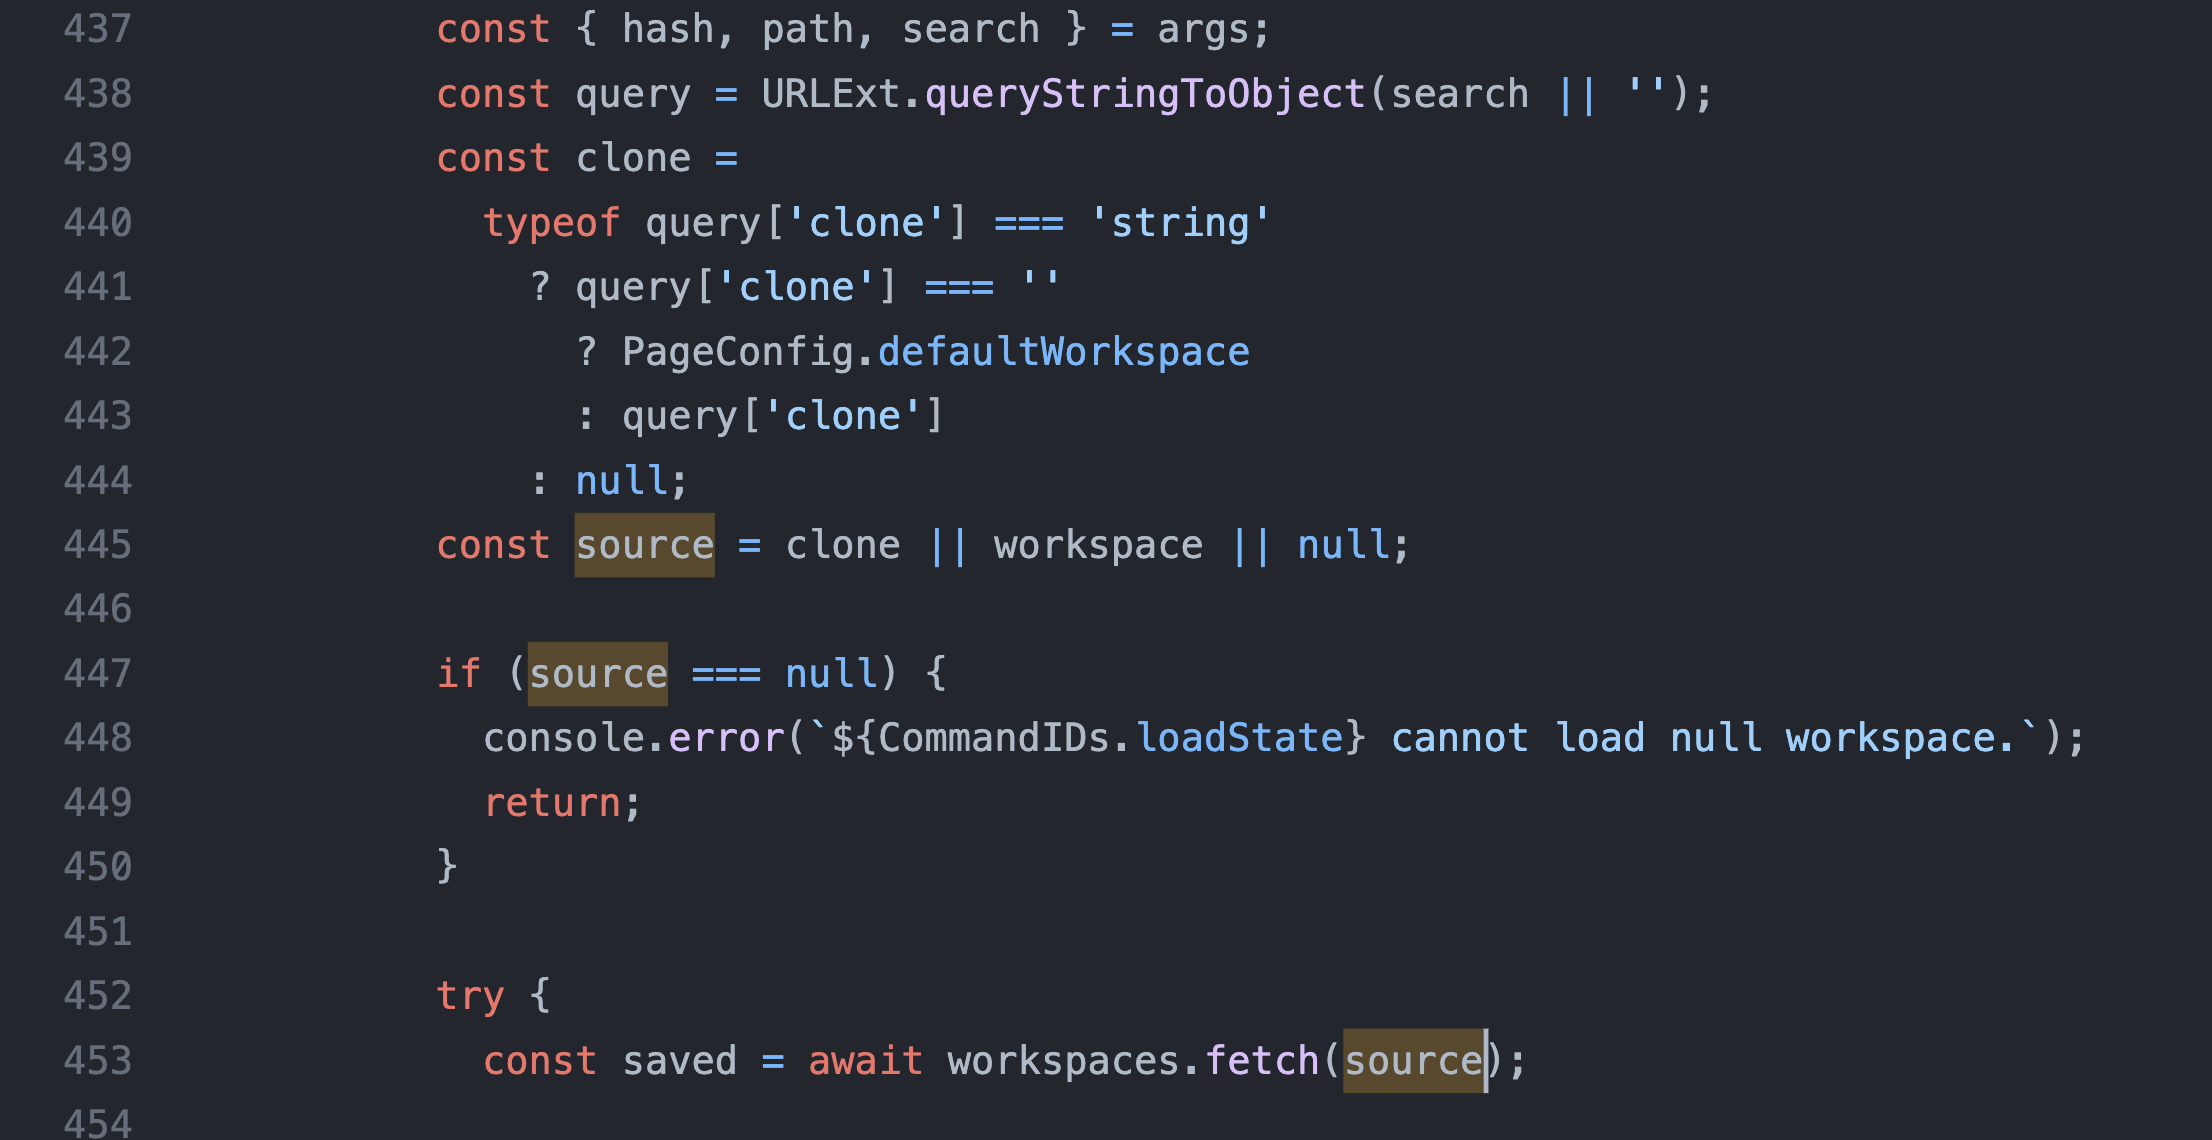 437 const { hash, path, search } = args;
438 const query = URLExt.queryStringToObject(search || '');
439 const clone =
440 typeof query['clone'] === 'string'
441 ? query['clone'] === ''
442 ? PageConfig.defaultWorkspace
443 : query['clone']
444 : null;
445 const source = clone || workspace || null;
446
447 if (source === null) {
448 console.error(`${CommandIDs.loadState} cannot load null workspace.`);
449 return;
450 }
451
452 try {
453 const saved = await workspaces.fetch(source);
454